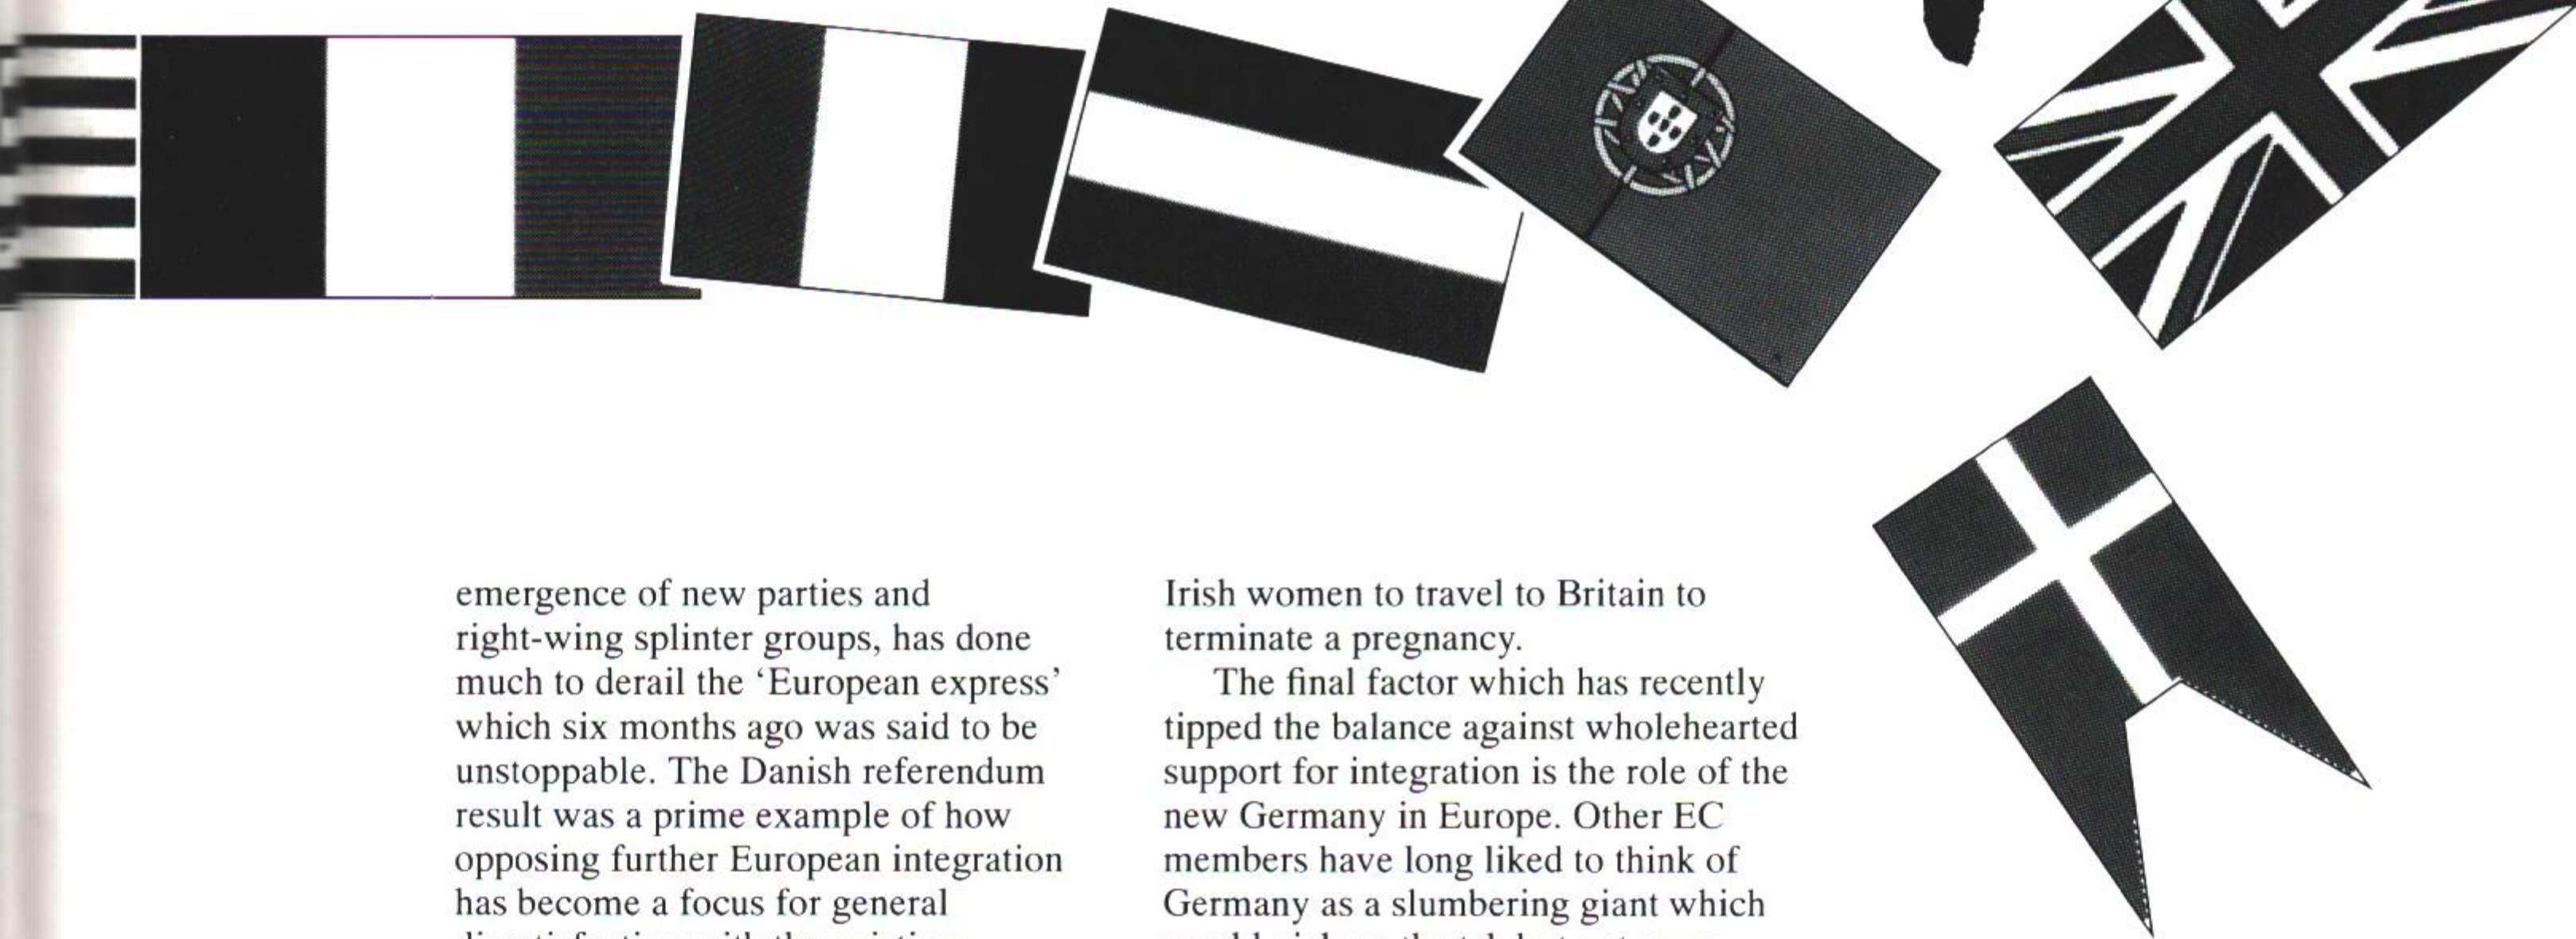 emergence of new parties and
right-wing splinter groups, has done
much to derail the ‘European express’
which six months ago was said to be
unstoppable. The Danish referendum
result was a prime example of how
opposing further European integration
has become a focus for general
Irish women to travel to Britain to
terminate a pregnancy.
The final factor which has recently
tipped the balance against wholehearted
support for integration is the role of the
new Germany in Europe. Other EC
members have long liked to think of
Germany as a slumbering giant which